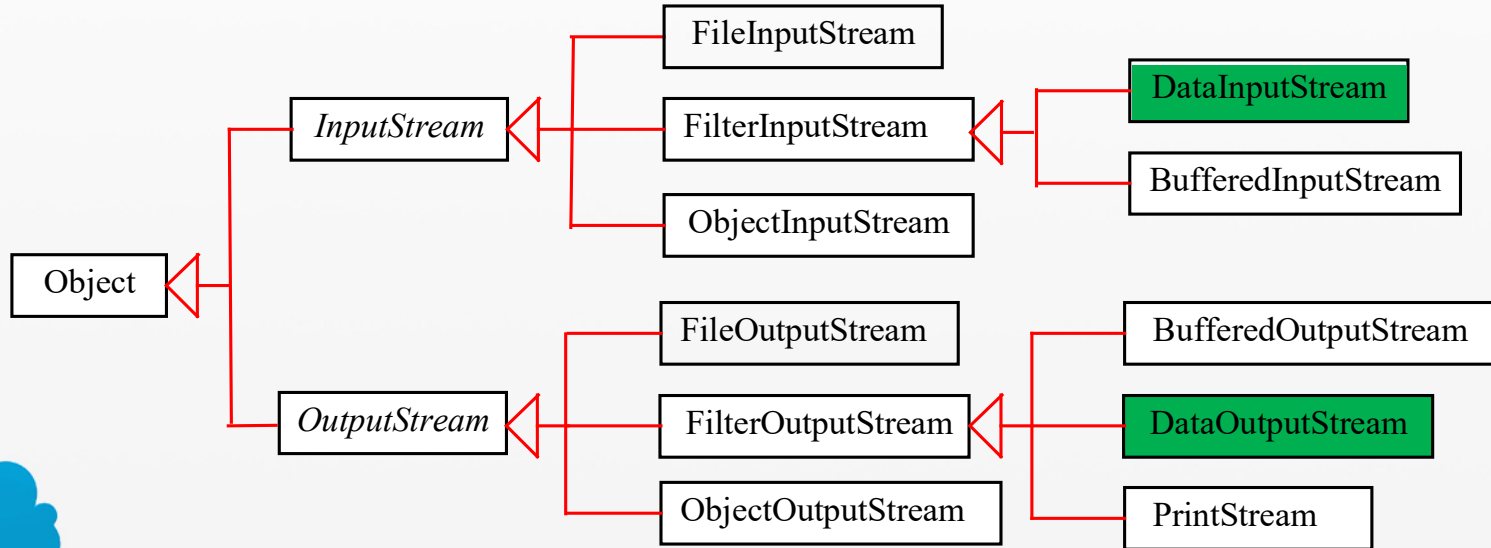 FileInputStream
DataInputStream
InputStream
FilterInputStream
BufferedInputStream
ObjectInputStream
Object
FileOutputStream
BufferedOutputStream
OutputStream
FilterOutputStream
DataOutputStream
ObjectOutputStream
PrintStream